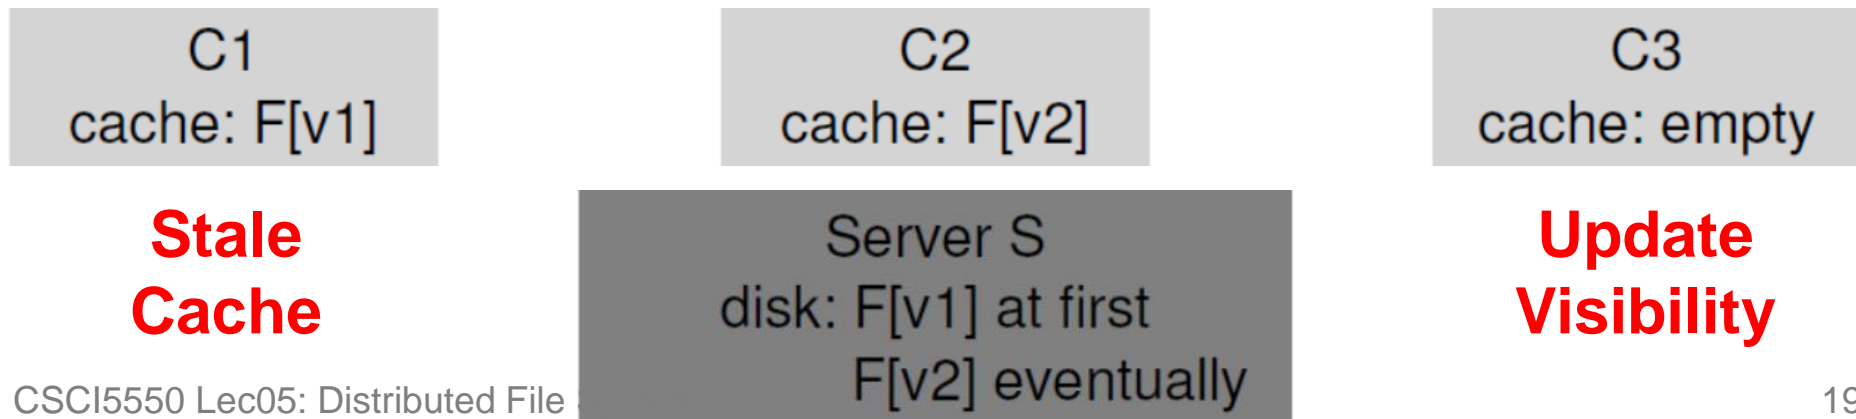 C1
cache: F[v1]
C2
cache: F[v2]
C3
cache: empty
Stale
Cache
Server S
disk: F[v1] at first
F[v2] eventually
Update
Visibility
CSCI5550 Lec05: Distributed File
19